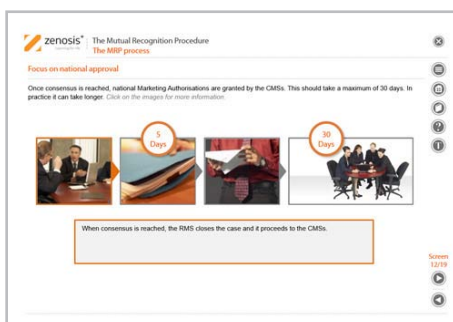 zenosis®
The Mutual Recognition Procedure
The MRP process
Focus on national approval
Once consensus is reached, national Marketing Authorisations are granted by the CMSs. This should take a maximum of 30 days. In
practice it can take longer. Click on the images for more information.
5
Days
30
Days
When consensus is reached, the RMS closes the case and it proceeds to the CMSs.
Screen
12/19